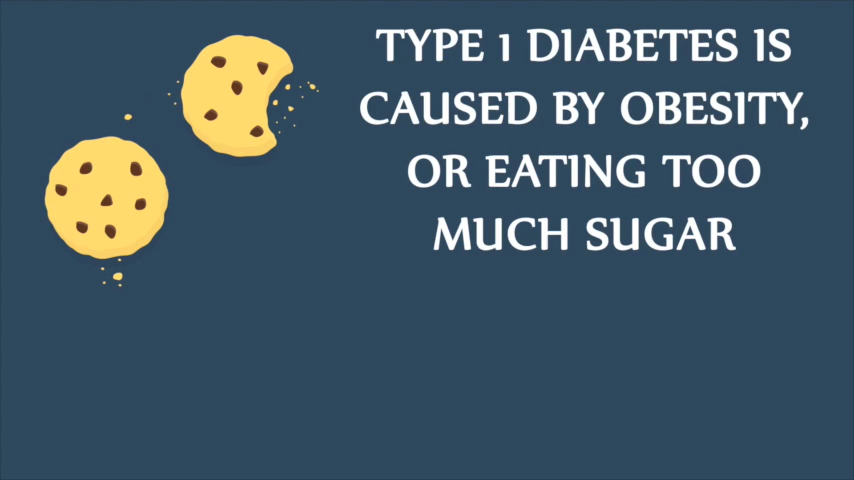 TYPE 1 DIABETES IS
CAUSED BY OBESITY,
OR EATING TOO
MUCH SUGAR